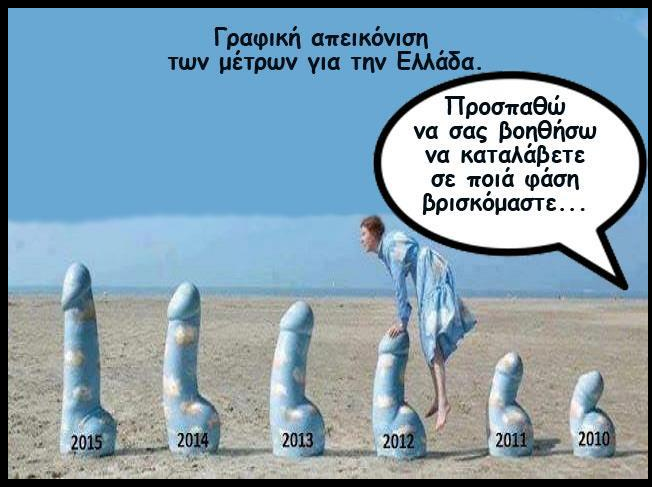 Γραφική απεικόνιση
των μέτρων για την Ελλάδα.
Προσπαθώ
να σας βοηθήσω
να καταλάβετε
σε ποιά φάση
βρισκόμαστε...
2015 2014 2013 2012 2011 2010